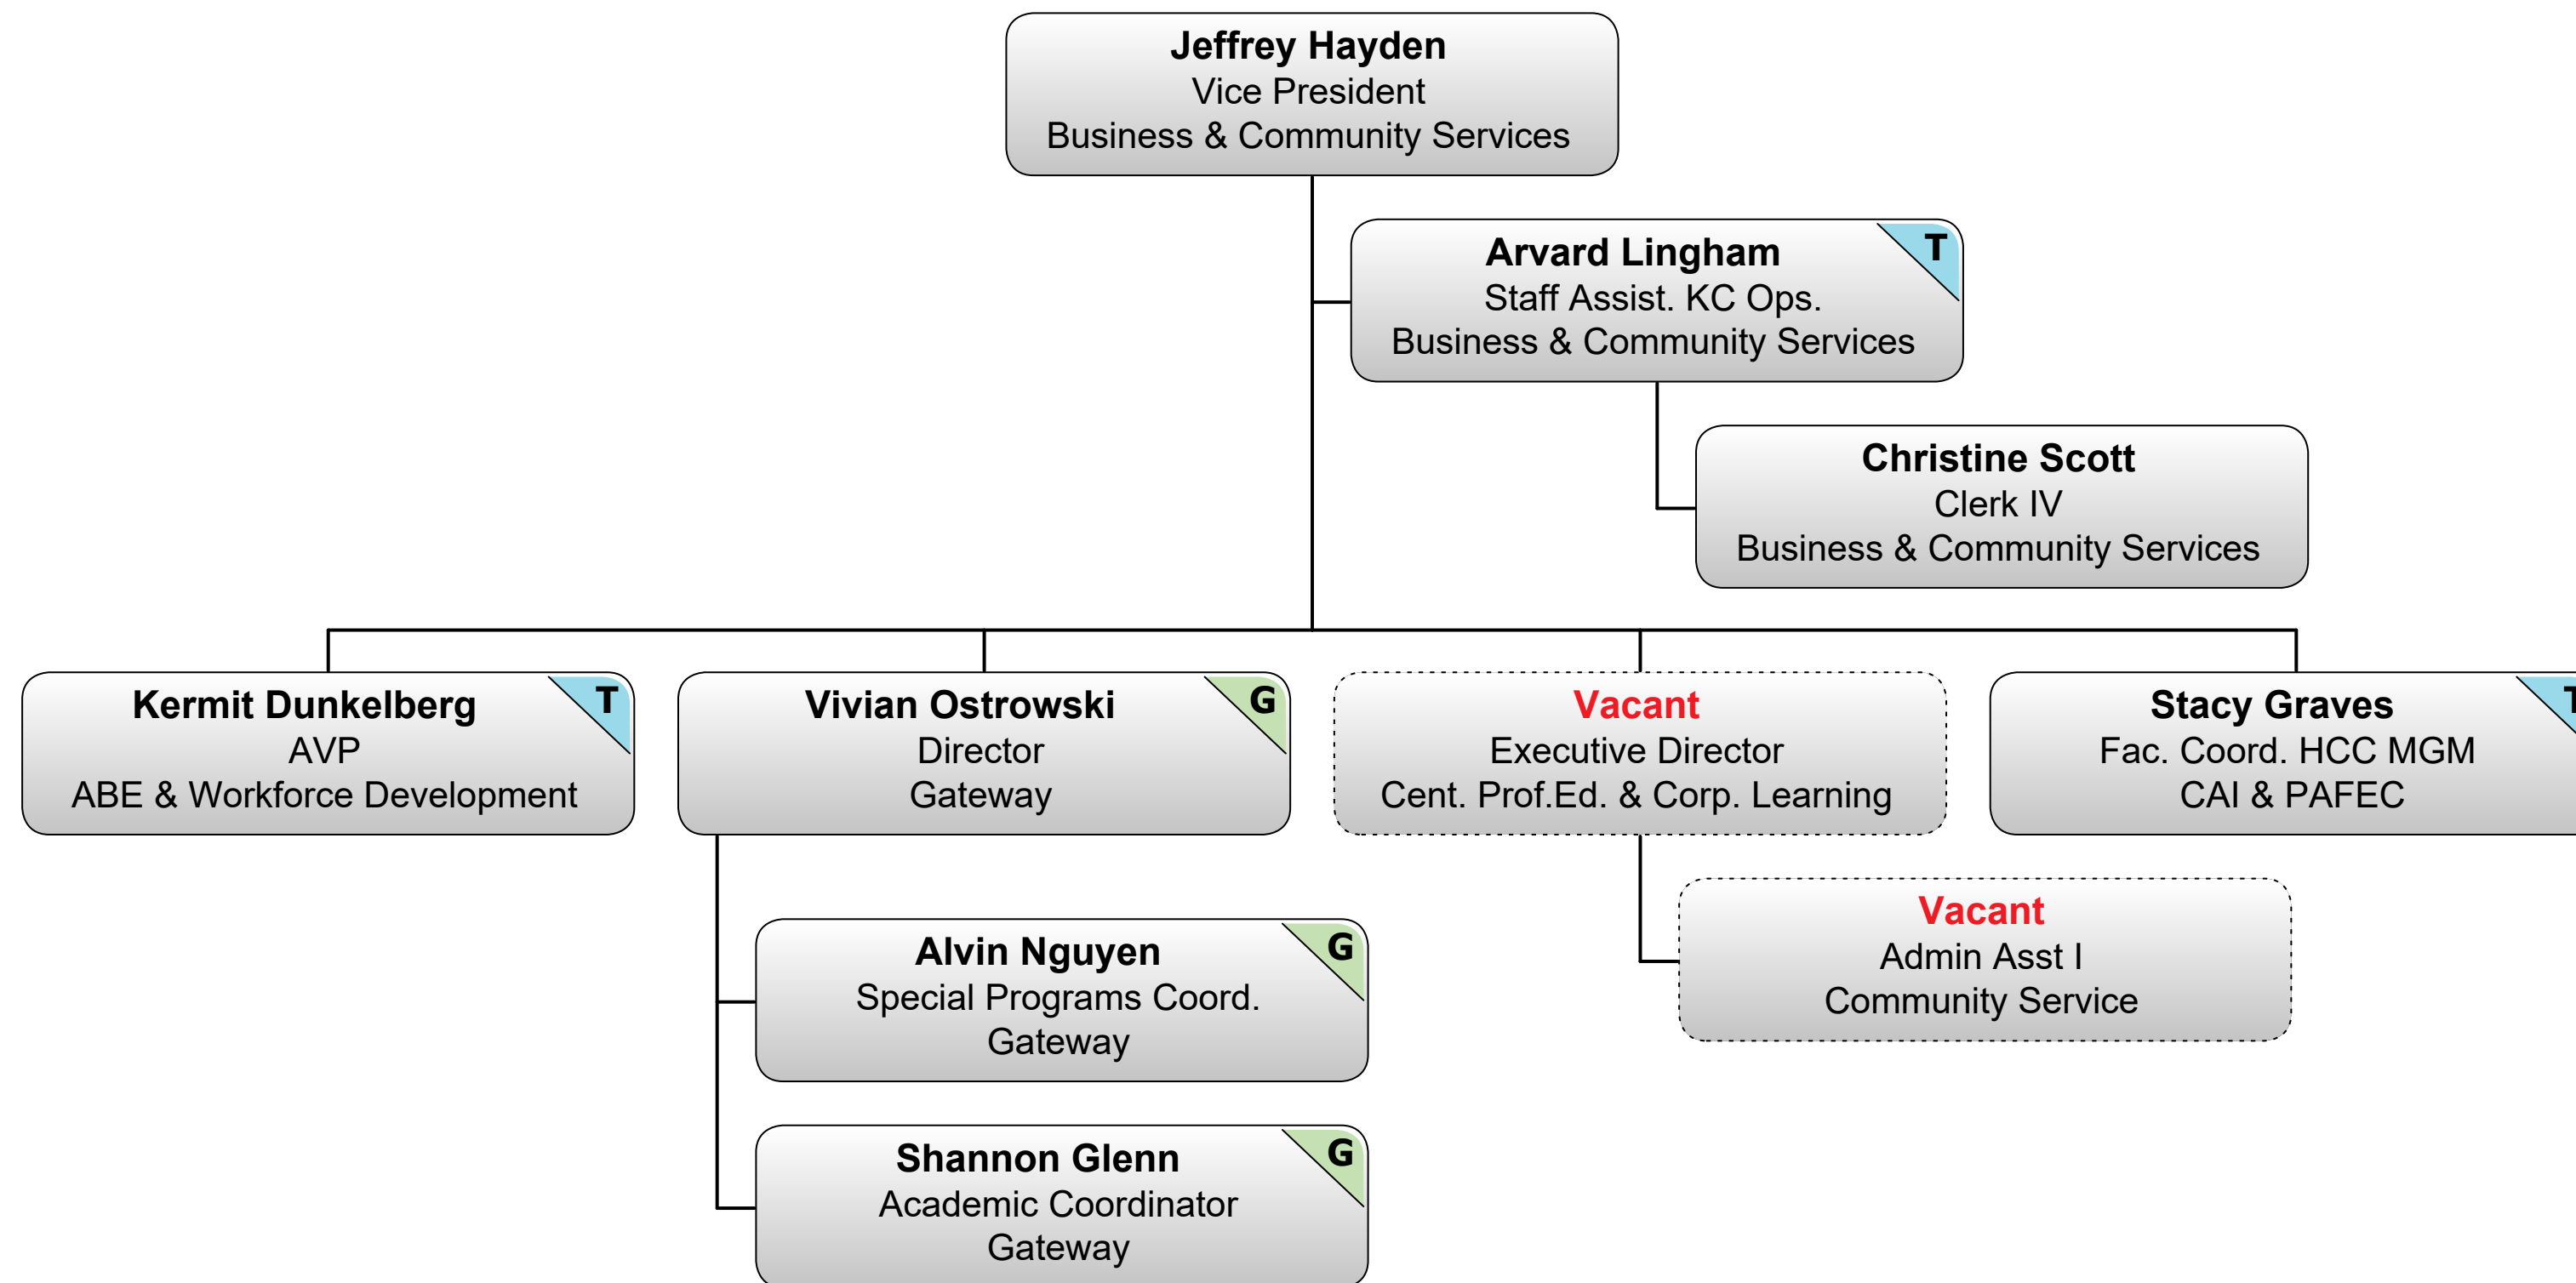 Jeffrey Hayden
Vice President
Business & Community Services
Arvard Lingham
T
Staff Assist. KC Ops.
Business & Community Services
Christine Scott
Clerk IV
Business & Community Services
Kermit Dunkelberg
T
AVP
ABE & Workforce Development
Vivian Ostrowski
G
Director
Gateway
Vacant
Executive Director
Cent. Prof.Ed. & Corp. Learning
Stacy Graves
T
Fac. Coord. HCC MGM
CAI & PAFEC
Alvin Nguyen
G
Special Programs Coord.
Gateway
Shannon Glenn
G
Academic Coordinator
Gateway
Vacant
Admin Asst I
Community Service